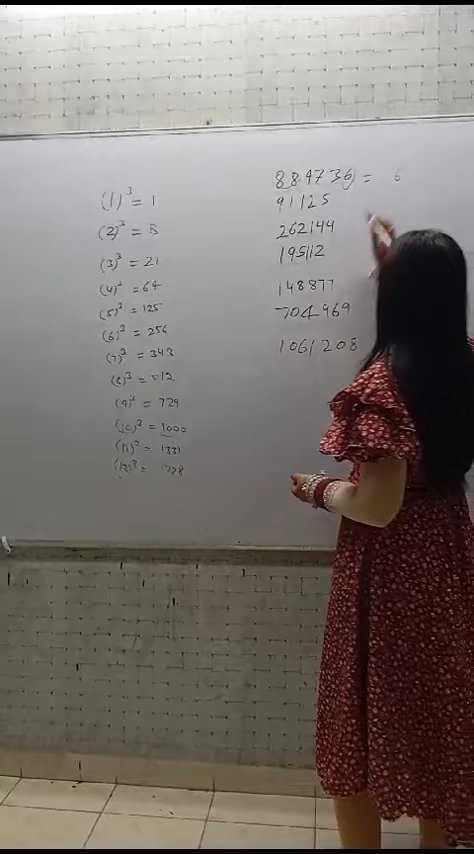 (1)³ = 1
(2)³ = 8
(3)³ = 27
(4)³ = 64
(5)³ = 125
(6)³ = 256
(7)³ = 343
(8)³ = 512
(9)³ = 729
(10)³ = 1000
(11)³ = 1331
(12)³ = 1728
884736 = 6
91125
262144
195112
148877
704969
1061208